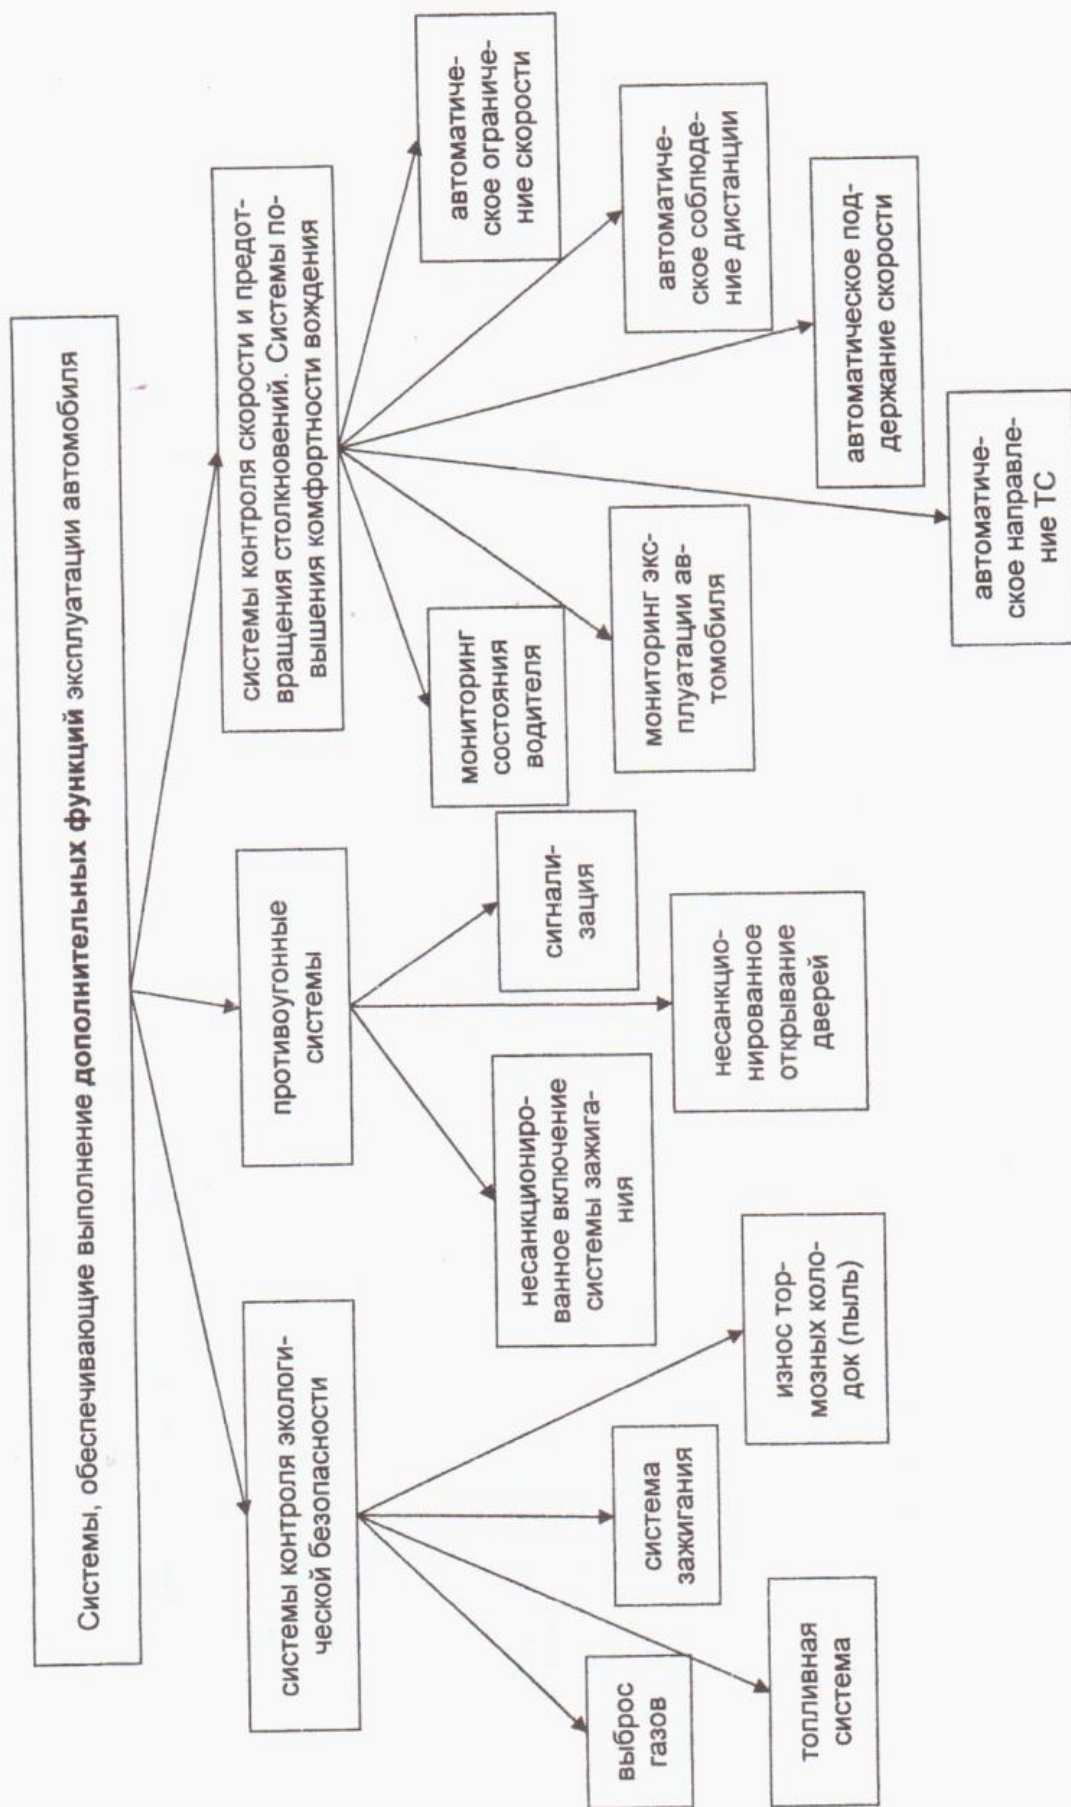 Системы, обеспечивающие выполнение дополнительных функций эксплуатации автомобиля
системы контроля экологи-
ческой безопасности
противоугонные
системы
системы контроля скорости и предот-
вращения столкновений. Системы по-
вышения комфортности вождения
выброс
газов
топливная
система
система
зажигания
износ тор-
мозных коло-
док (пыль)
несанкциониро-
ванное включение
системы зажига-
ния
несанкцио-
нированное
открывание
дверей
сигнали-
зация
мониторинг
состояния
водителя
мониторинг экс-
плуатации ав-
томобиля
автоматиче-
ское направле-
ние ТС
автоматическое под-
держание скорости
автоматиче-
ское соблюде-
ние дистанции
автоматиче-
ское ограниче-
ние скорости